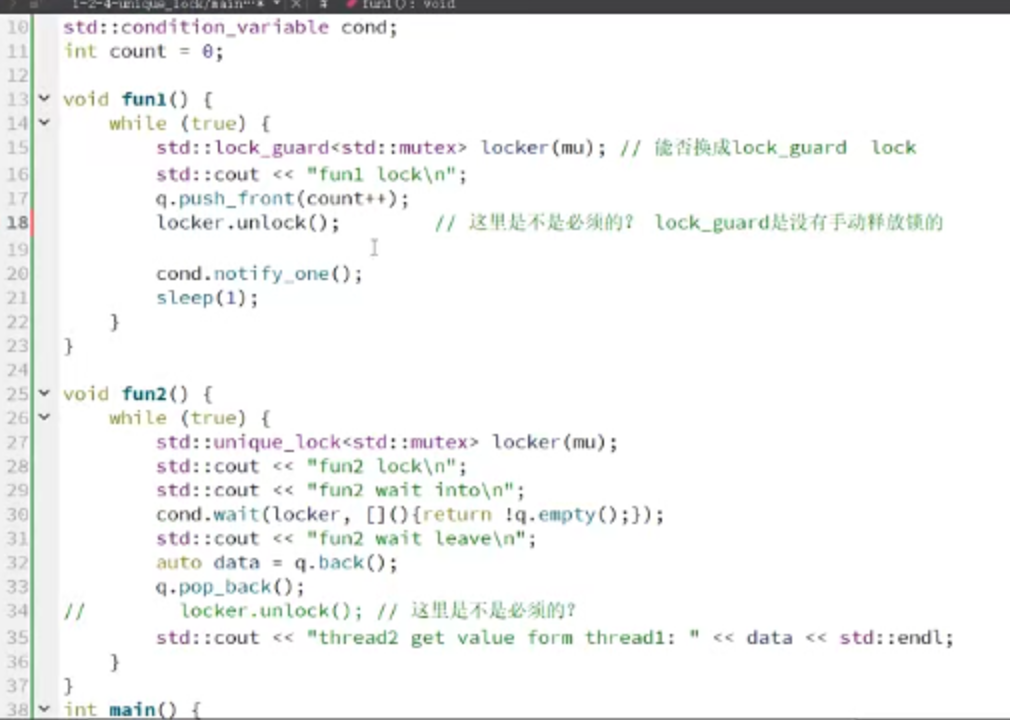 1-2-4-unique_lock/main fun1(): void
10 std::condition_variable cond;
11 int count = 0;
12
13 void fun1() {
14 while (true) {
15 std::lock_guard<std::mutex> locker(mu); // 能否换成lock_guard lock
16 std::cout << "fun1 lock\n";
17 q.push_front(count++);
18 locker.unlock(); // 这里是不是必须的? lock_guard是没有手动释放锁的
19
20 cond.notify_one();
21 sleep(1);
22 }
23 }
24
25 void fun2() {
26 while (true) {
27 std::unique_lock<std::mutex> locker(mu);
28 std::cout << "fun2 lock\n";
29 std::cout << "fun2 wait into\n";
30 cond.wait(locker, [](){return !q.empty();});
31 std::cout << "fun2 wait leave\n";
32 auto data = q.back();
33 q.pop_back();
34 // locker.unlock(); // 这里是不是必须的?
35 std::cout << "thread2 get value form thread1: " << data << std::endl;
36 }
37 }
38 int main() {